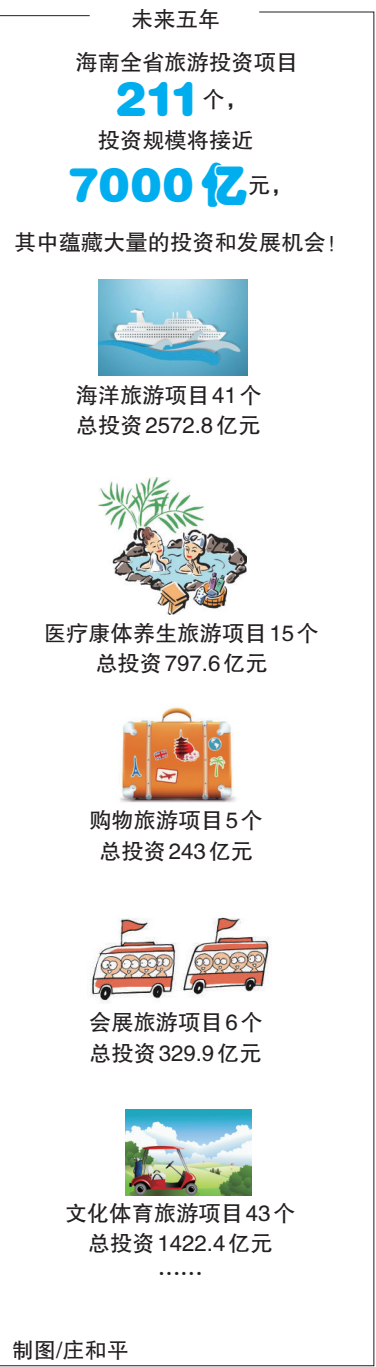 未来五年
海南全省旅游投资项目
211个，
投资规模将接近
7000亿元，
其中蕴藏大量的投资和发展机会！
海洋旅游项目41个
总投资2572.8亿元
医疗康体养生旅游项目15个
总投资797.6亿元
购物旅游项目5个
总投资243亿元
会展旅游项目6个
总投资329.9亿元
文化体育旅游项目43个
总投资1422.4亿元
……
制图/庄和平